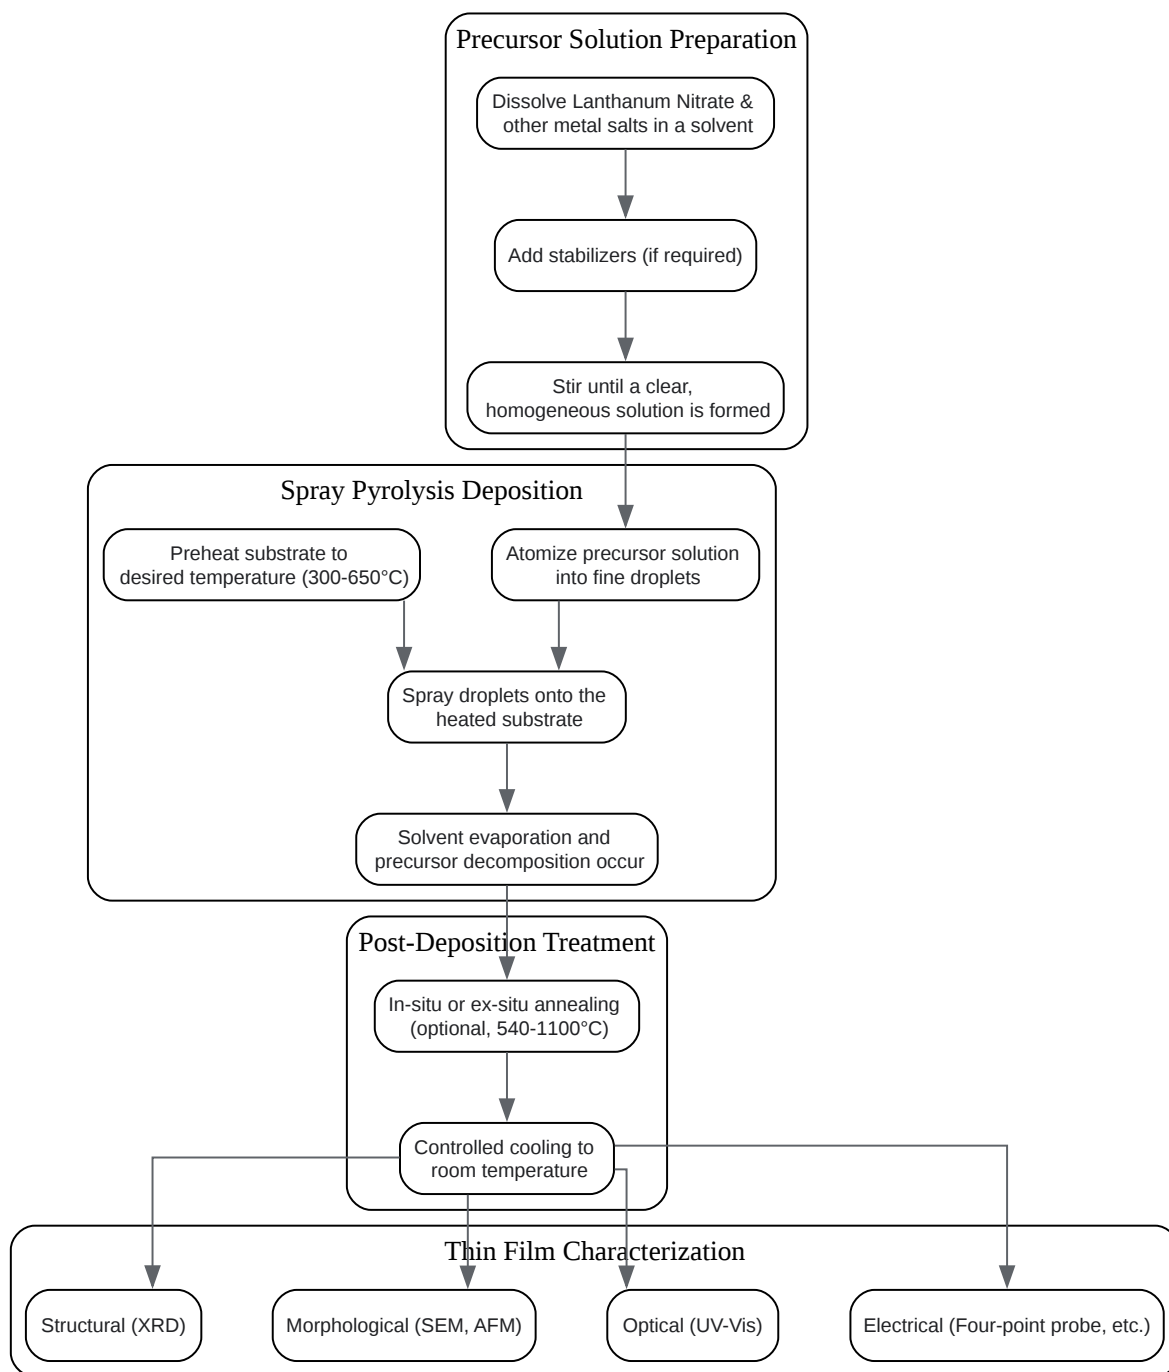 Precursor Solution Preparation
Dissolve Lanthanum Nitrate &
other metal salts in a solvent
Add stabilizers (if required)
Stir until a clear,
homogeneous solution is formed
Spray Pyrolysis Deposition
Preheat substrate to
desired temperature (300-650°C)
Atomize precursor solution
into fine droplets
Spray droplets onto the
heated substrate
Solvent evaporation and
precursor decomposition occur
Post-Deposition Treatment
In-situ or ex-situ annealing
(optional, 540-1100°C)
Controlled cooling to
room temperature
Thin Film Characterization
Structural (XRD)
Morphological (SEM, AFM)
Optical (UV-Vis)
Electrical (Four-point probe, etc.)